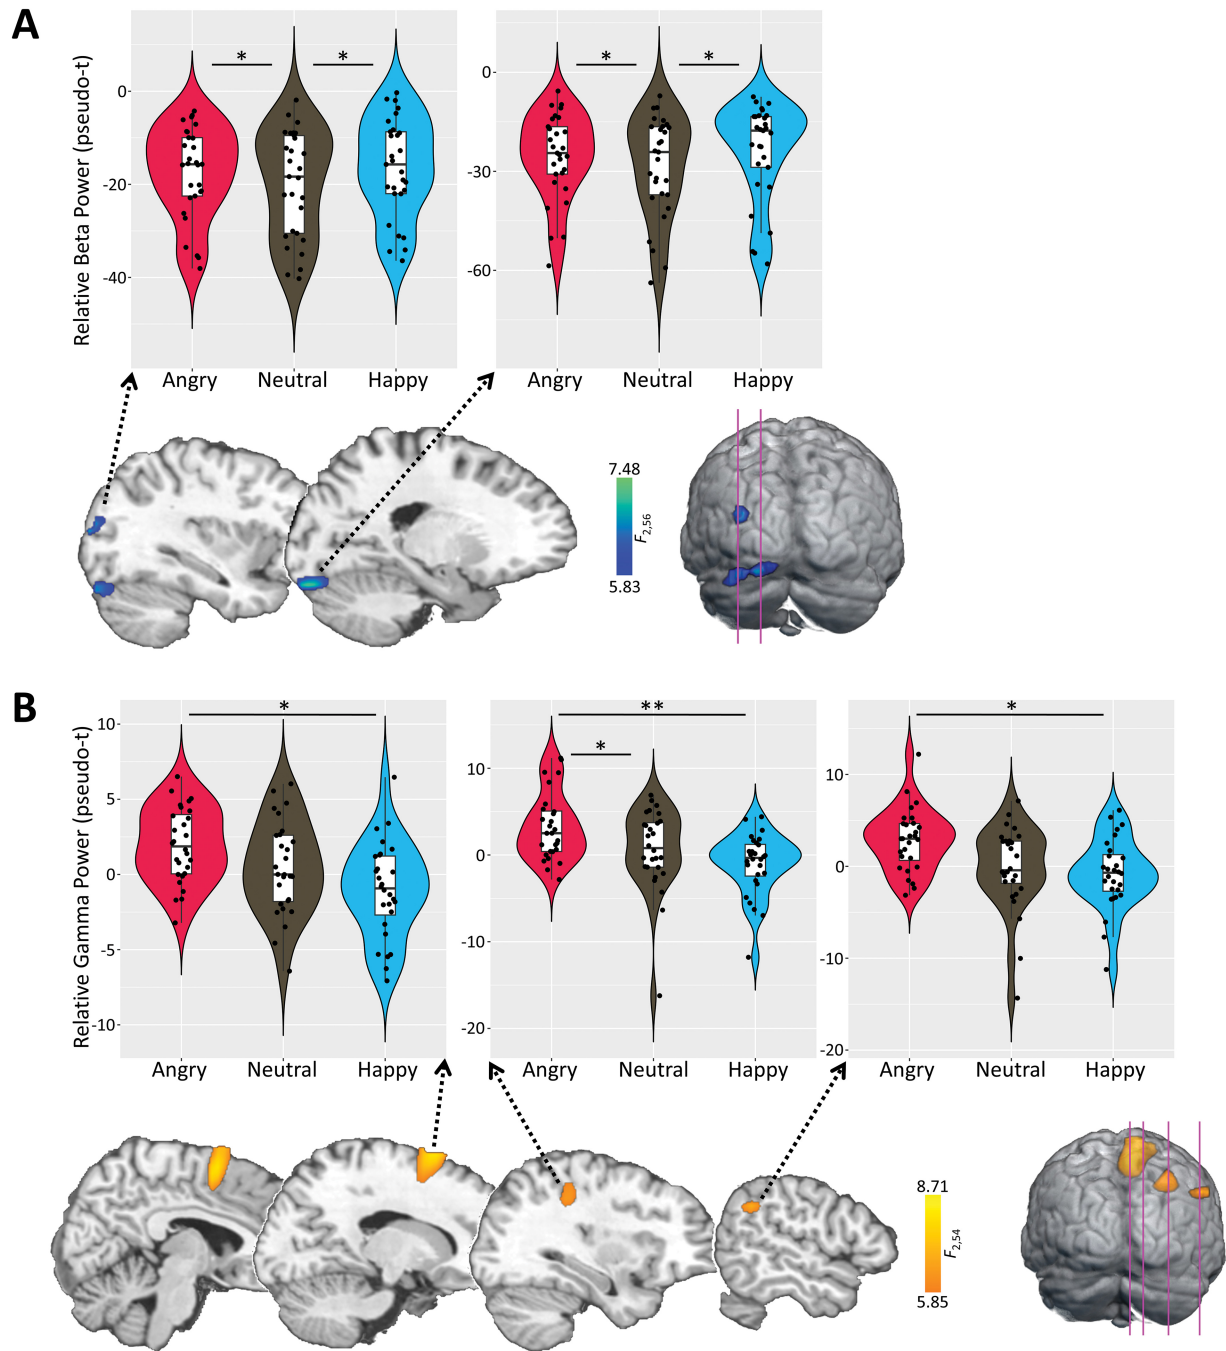 A
Relative Beta Power (pseudo-t)
*
*
0
-20
-40
Angry
Neutral
Happy
*
*
0
-30
-60
Angry
Neutral
Happy
7.48
F2,56
5.83
B
Relative Gamma Power (pseudo-t)
*
10
5
0
-5
-10
Angry
Neutral
Happy
**
*
10
0
-10
-20
Angry
Neutral
Happy
*
10
0
-10
-20
Angry
Neutral
Happy
8.71
F2,54
5.85